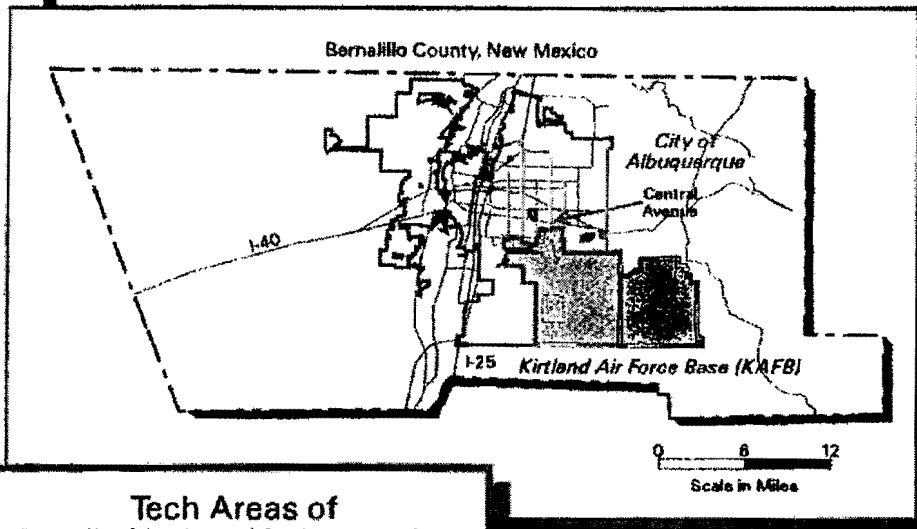 Bernalillo County, New Mexico
City of
Albuquerque
Central
Avenue
I-40
I-25 Kirtland Air Force Base (KAFB)
0 6 12
Scale in Miles
Tech Areas of